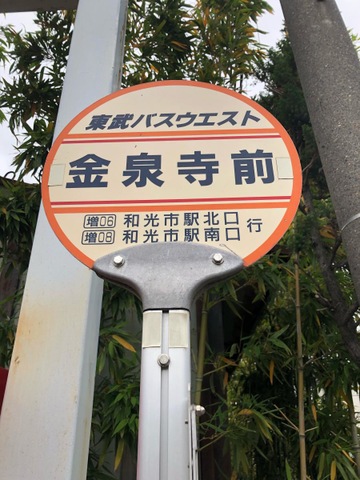 東武バスウエスト
金泉寺前
増06 和光市駅北口
増08 和光市駅南口 行